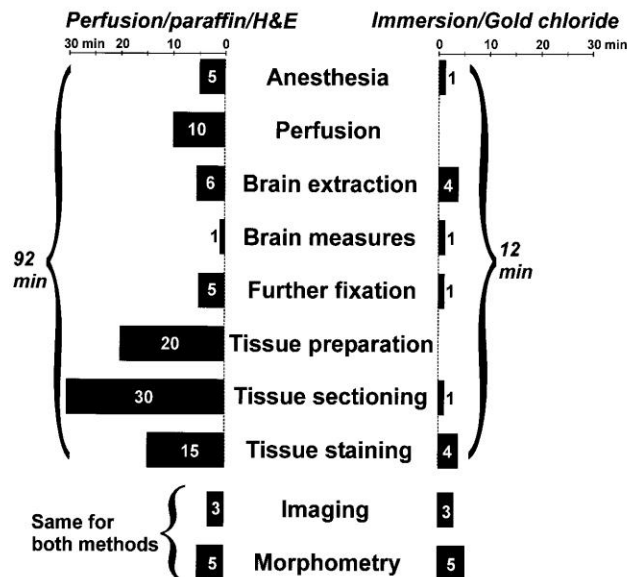 Perfusion/paraffin/H&E Immersion/Gold chloride
30 min 20 10 0 0 10 20 30 min
5 Anesthesia 1
10 Perfusion
6 Brain extraction 4
1 Brain measures 1
92 min 12 min
5 Further fixation 1
20 Tissue preparation
30 Tissue sectioning 1
15 Tissue staining 4
3 Imaging 3
Same for
both methods
5 Morphometry 5